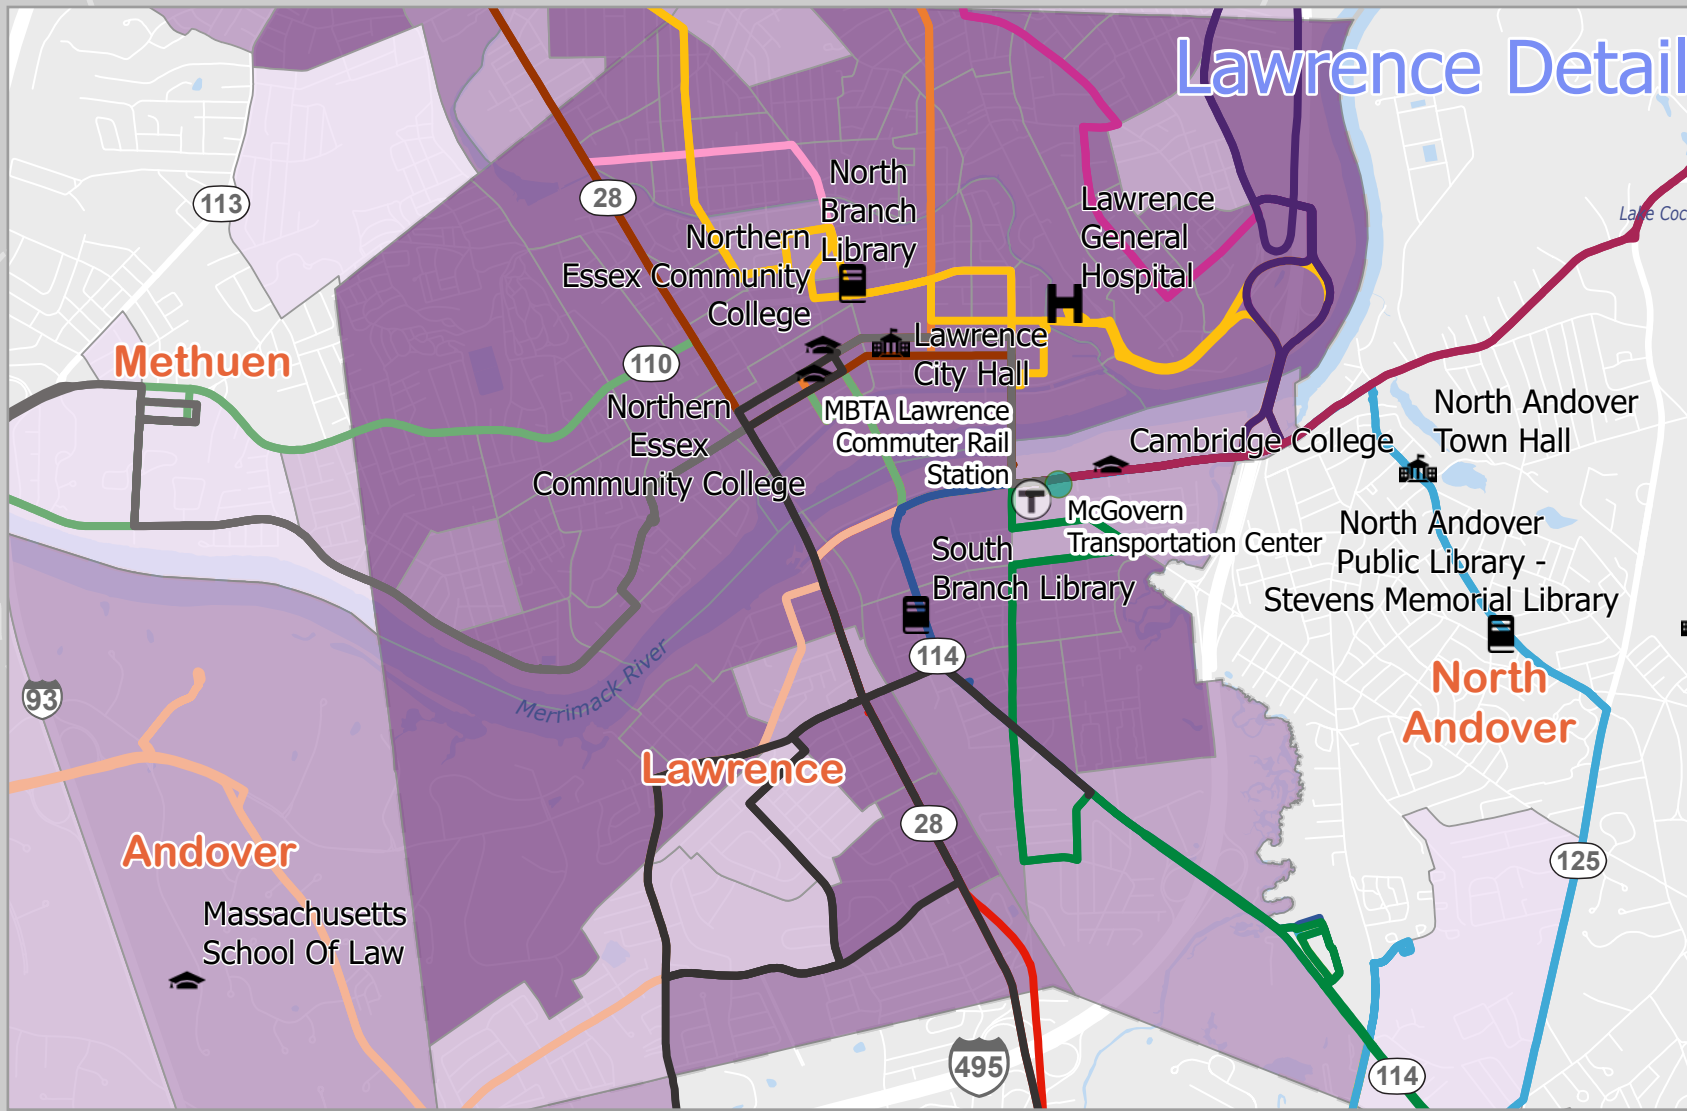 Lawrence Detail
113
28
North
Branch
Library
Northern
Essex Community
College
Lawrence
General
Hospital
Methuen
110
Lawrence
City Hall
Northern
Essex
Community College
MBTA Lawrence
Commuter Rail
Station
T
Cambridge College
North Andover
Town Hall
McGovern
Transportation Center
North Andover
Public Library -
Stevens Memorial Library
South
Branch Library
114
Merrimack River
93
North
Andover
Lawrence
28
Andover
125
Massachusetts
School Of Law
495
114
H